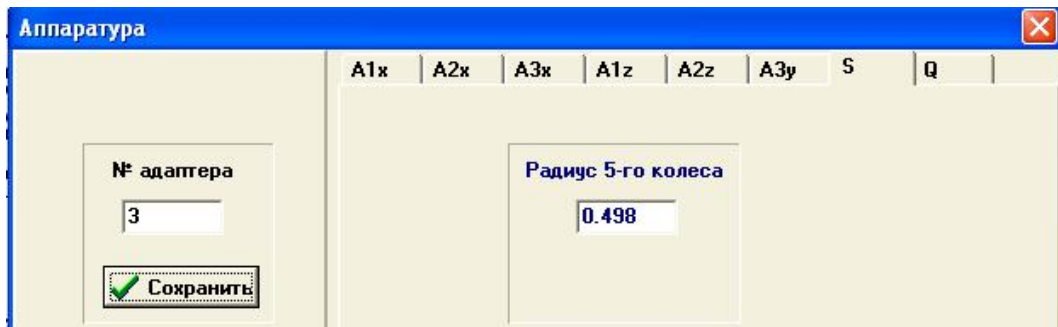 Аппаратура
A1x A2x A3x A1z A2z A3y S Q
№ адаптера
3
Сохранить
Радиус 5-го колеса
0.498